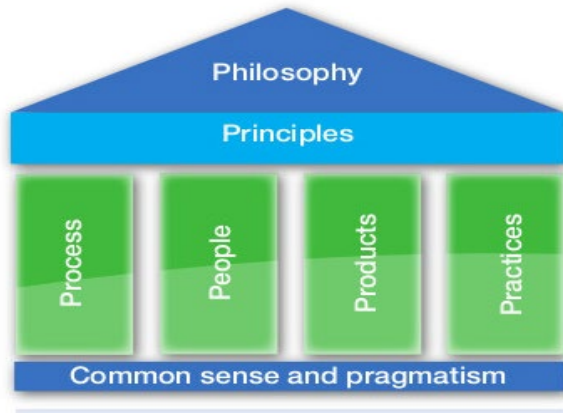 Philosophy
Principles
Process
People
Products
Practices
Common sense and pragmatism